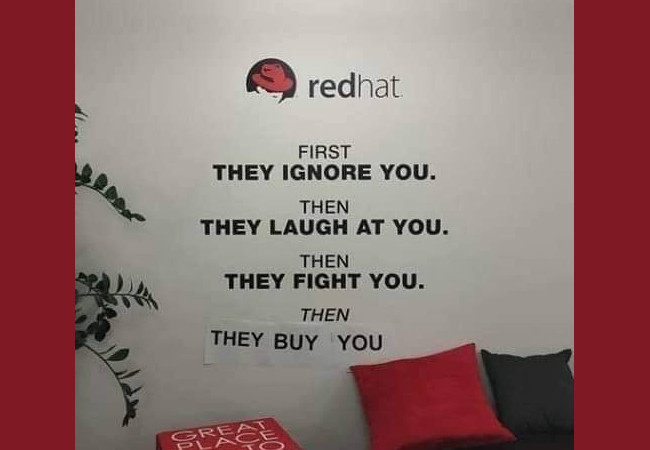 redhat.
FIRST
THEY IGNORE YOU.
THEN
THEY LAUGH AT YOU.
THEN
THEY FIGHT YOU.
THEN
THEY BUY YOU
GREAT
PLACE
TO